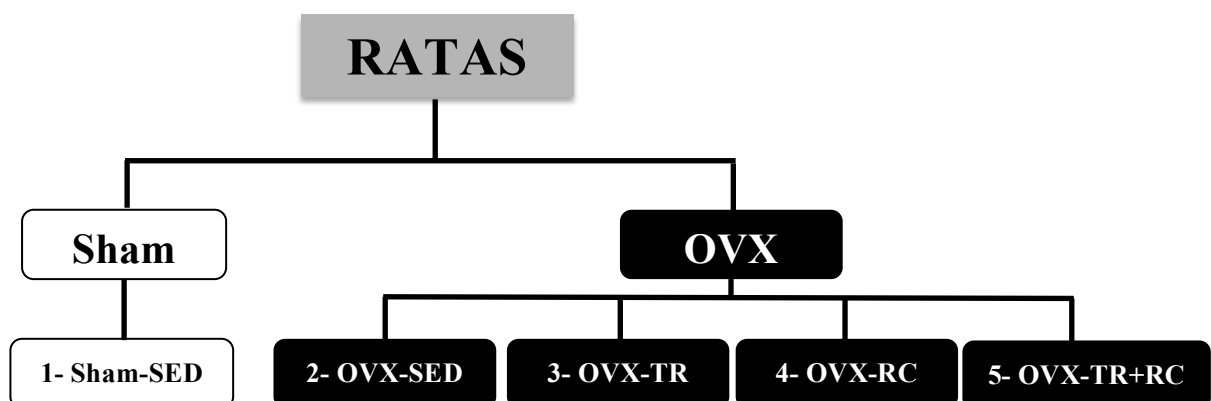 RATAS
Sham
OVX
1- Sham-SED
2- OVX-SED
3- OVX-TR
4- OVX-RC
5- OVX-TR+RC